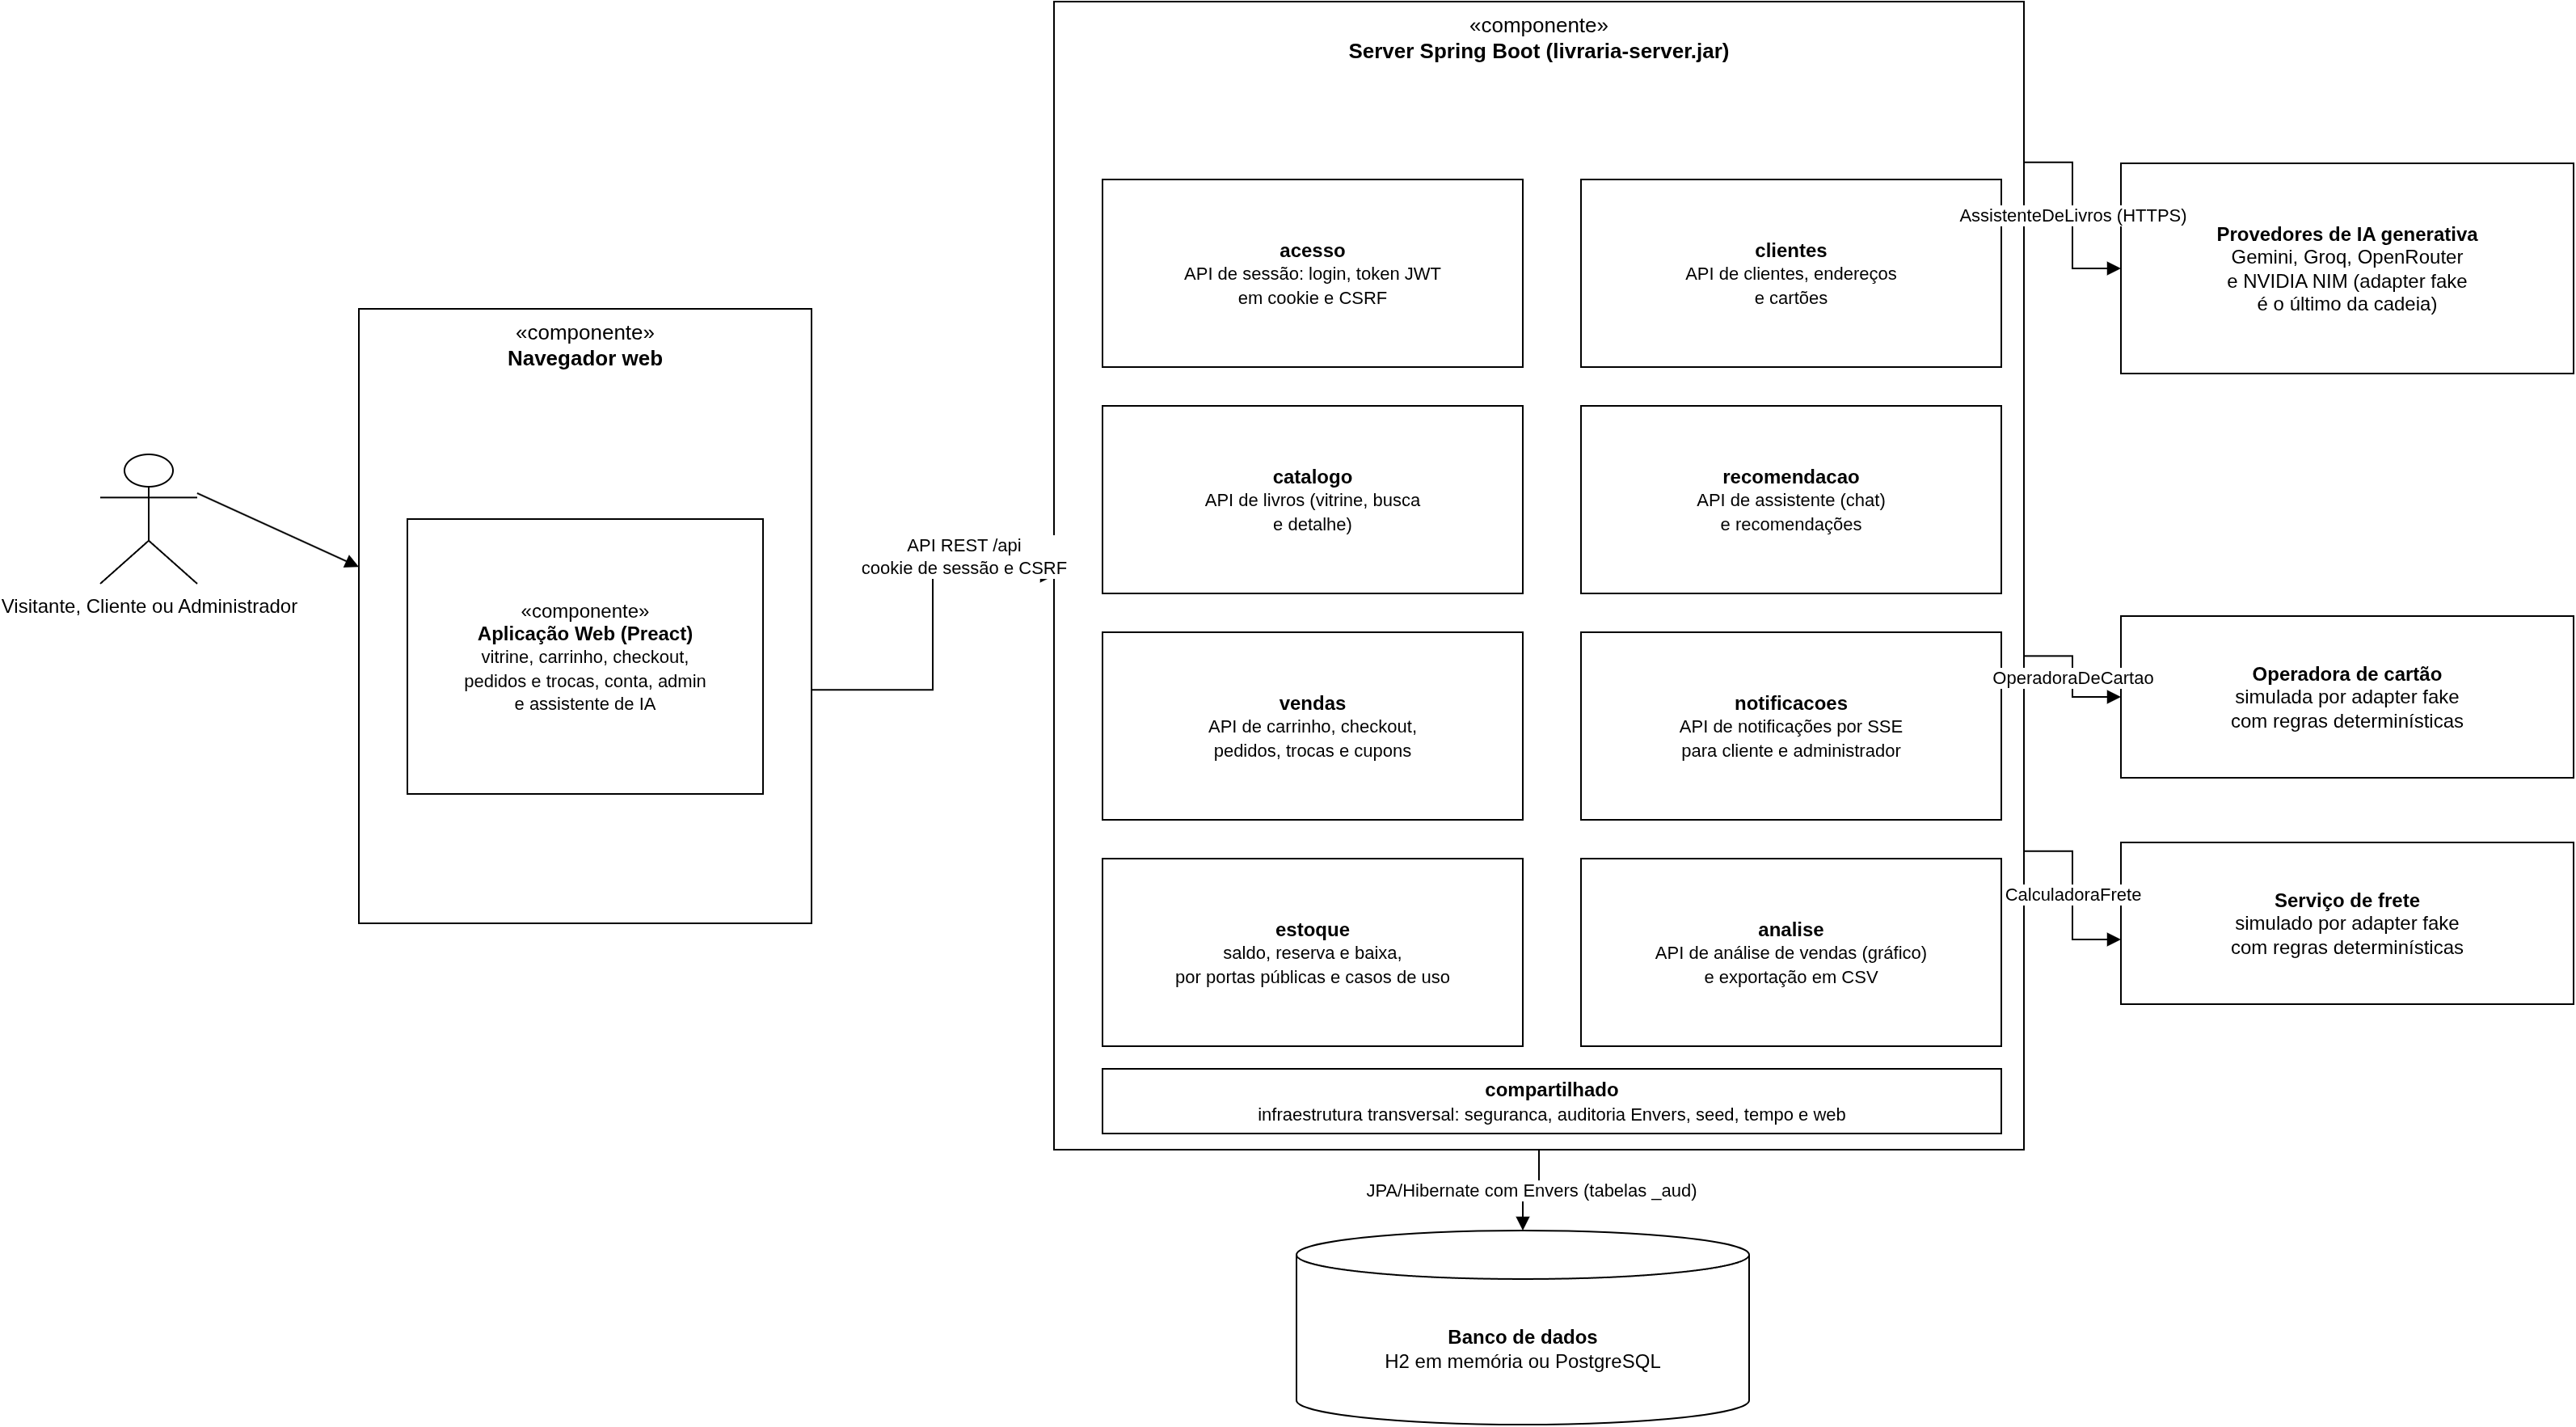 «componente»
Server Spring Boot (livraria-server.jar)
acesso
API de sessão: login, token JWT
em cookie e CSRF
clientes
API de clientes, endereços
e cartões
AssistenteDeLivros (HTTPS)
Provedores de IA generativa
Gemini, Groq, OpenRouter
e NVIDIA NIM (adapter fake
é o último da cadeia)
«componente»
Navegador web
catalogo
API de livros (vitrine, busca
e detalhe)
recomendacao
API de assistente (chat)
e recomendações
Visitante, Cliente ou Administrador
API REST /api
cookie de sessão e CSRF
«componente»
Aplicação Web (Preact)
vitrine, carrinho, checkout,
pedidos e trocas, conta, admin
e assistente de IA
vendas
API de carrinho, checkout,
pedidos, trocas e cupons
notificacoes
API de notificações por SSE
para cliente e administrador
OperadoraDeCartao
Operadora de cartão
simulada por adapter fake
com regras determinísticas
estoque
saldo, reserva e baixa,
por portas públicas e casos de uso
analise
API de análise de vendas (gráfico)
e exportação em CSV
CalculadoraFrete
Serviço de frete
simulado por adapter fake
com regras determinísticas
compartilhado
infraestrutura transversal: seguranca, auditoria Envers, seed, tempo e web
JPA/Hibernate com Envers (tabelas _aud)
Banco de dados
H2 em memória ou PostgreSQL